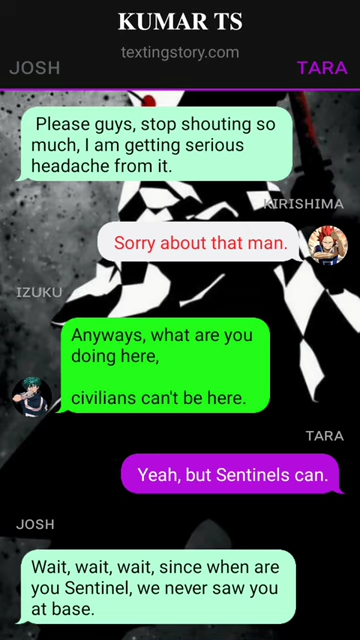 KUMAR TS
textingstory.com
JOSH
TARA
Please guys, stop shouting so
much, I am getting serious
headache from it.
KIRISHIMA
Sorry about that man.
IZUKU
Anyways, what are you
doing here,
civilians can't be here.
TARA
Yeah, but Sentinels can.
JOSH
Wait, wait, wait, since when are
you Sentinel, we never saw you
at base.